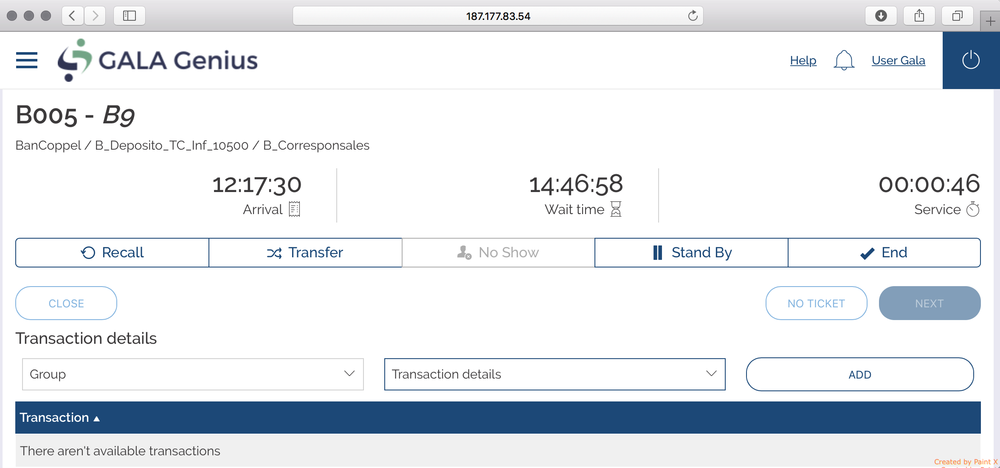 187.177.83.54
GALA Genius
Help
User Gala
B005 - B9
BanCoppel / B_Deposito_TC_Inf_10500 / B_Corresponsales
12:17:30
Arrival
14:46:58
Wait time
00:00:46
Service
Recall
Transfer
No Show
Stand By
End
CLOSE
NO TICKET
NEXT
Transaction details
Group
Transaction details
ADD
Transaction ▲
There aren't available transactions
Created by Paint X